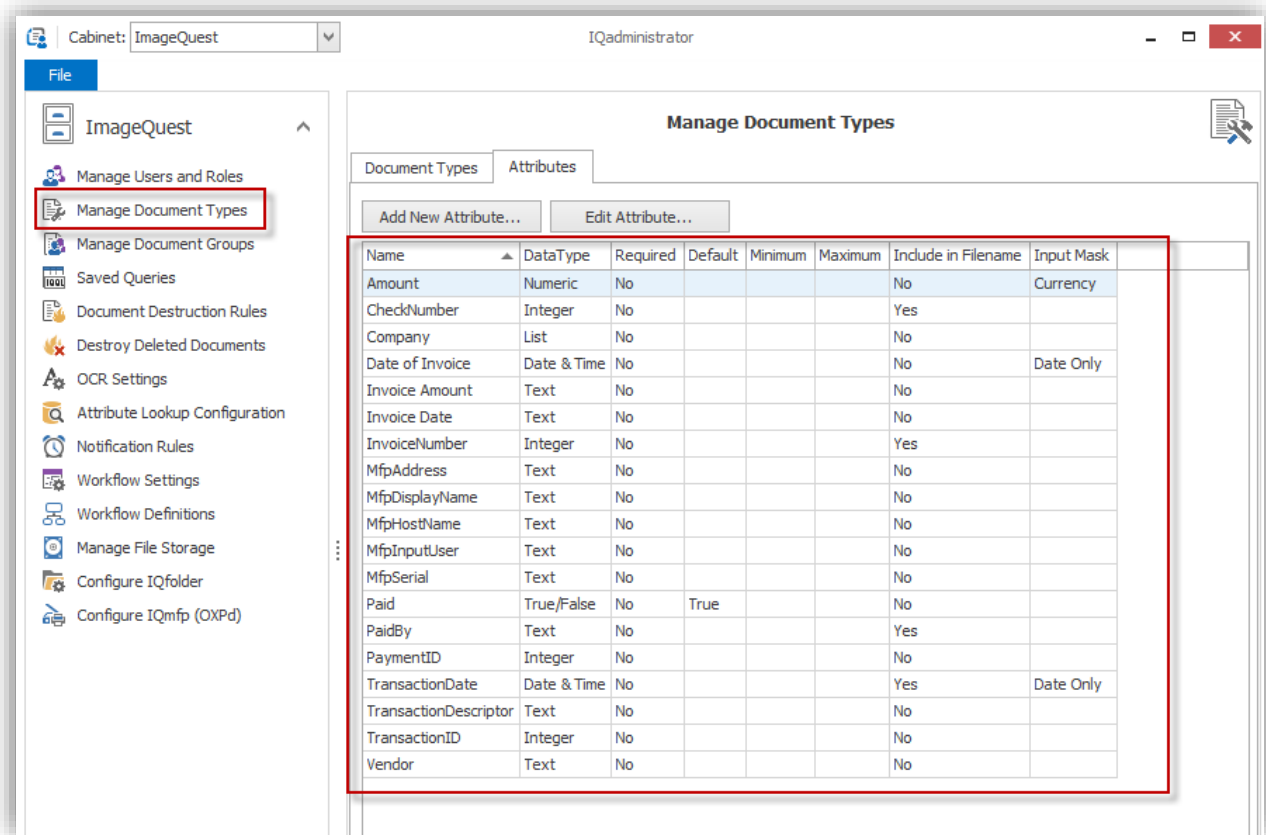 Cabinet: ImageQuest
IQadministrator
File
ImageQuest
Manage Users and Roles
Manage Document Types
Manage Document Groups
Saved Queries
Document Destruction Rules
Destroy Deleted Documents
OCR Settings
Attribute Lookup Configuration
Notification Rules
Workflow Settings
Workflow Definitions
Manage File Storage
Configure IQfolder
Configure IQmfp (OXPd)
Manage Document Types
Document Types Attributes
Add New Attribute... Edit Attribute...
Name DataType Required Default Minimum Maximum Include in Filename Input Mask
Amount Numeric No No Currency
CheckNumber Integer No Yes
Company List No No
Date of Invoice Date & Time No No Date Only
Invoice Amount Text No No
Invoice Date Text No No
InvoiceNumber Integer No Yes
MfpAddress Text No No
MfpDisplayName Text No No
MfpHostName Text No No
MfpInputUser Text No No
MfpSerial Text No No
Paid True/False No True No
PaidBy Text No Yes
PaymentID Integer No No
TransactionDate Date & Time No Yes Date Only
TransactionDescriptor Text No No
TransactionID Integer No No
Vendor Text No No